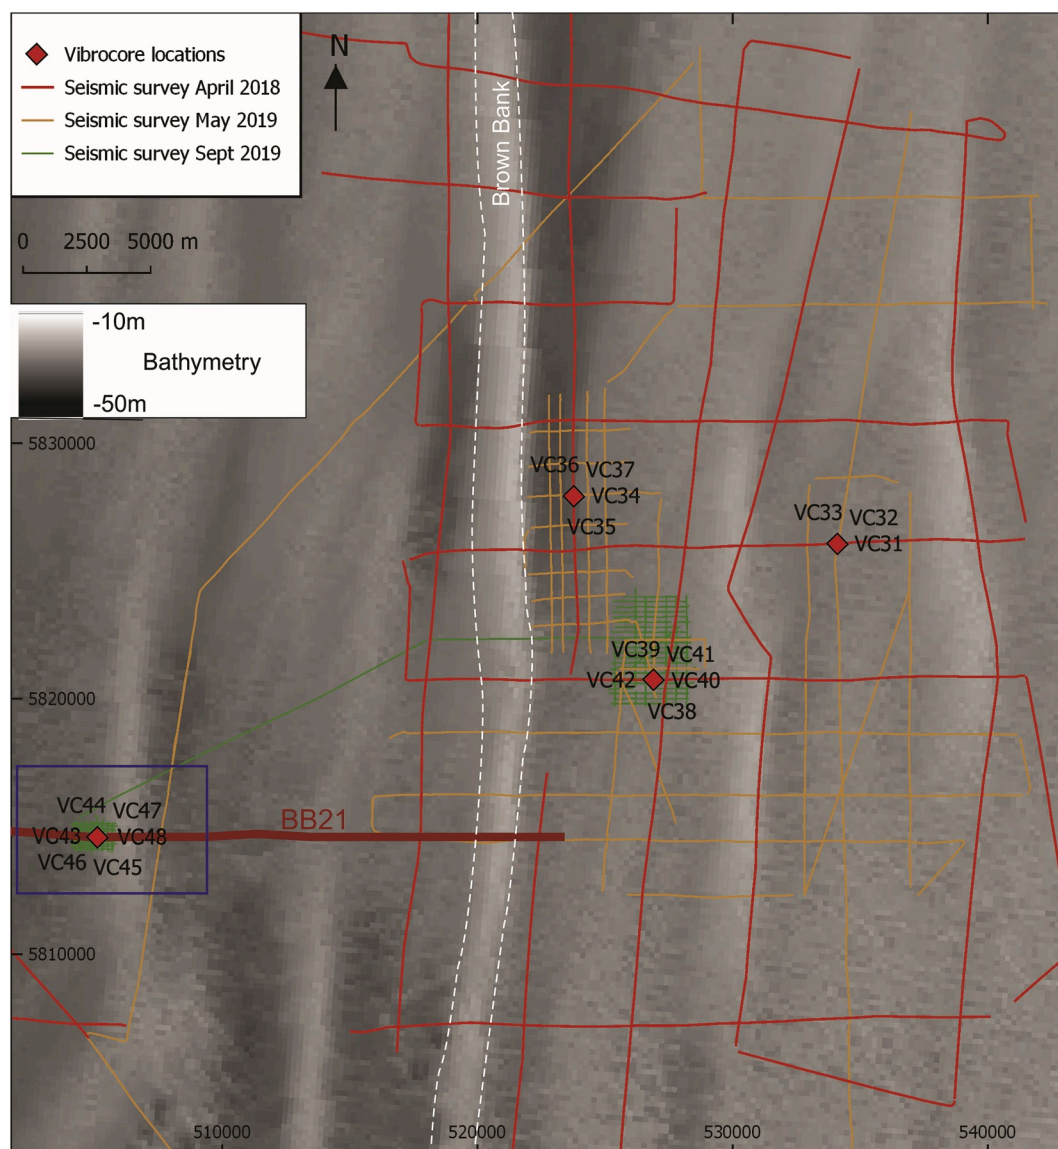 Vibrocore locations
Seismic survey April 2018
Seismic survey May 2019
Seismic survey Sept 2019
N
Brown Bank
0 2500 5000 m
-10m
Bathymetry
-50m
5830000
VC36 VC37
VC34
VC35
VC33 VC32
VC31
VC39 VC41
VC42 VC40
VC38
5820000
VC44 VC47
VC43 VC48
VC46 VC45
BB21
5810000
510000 520000 530000 540000